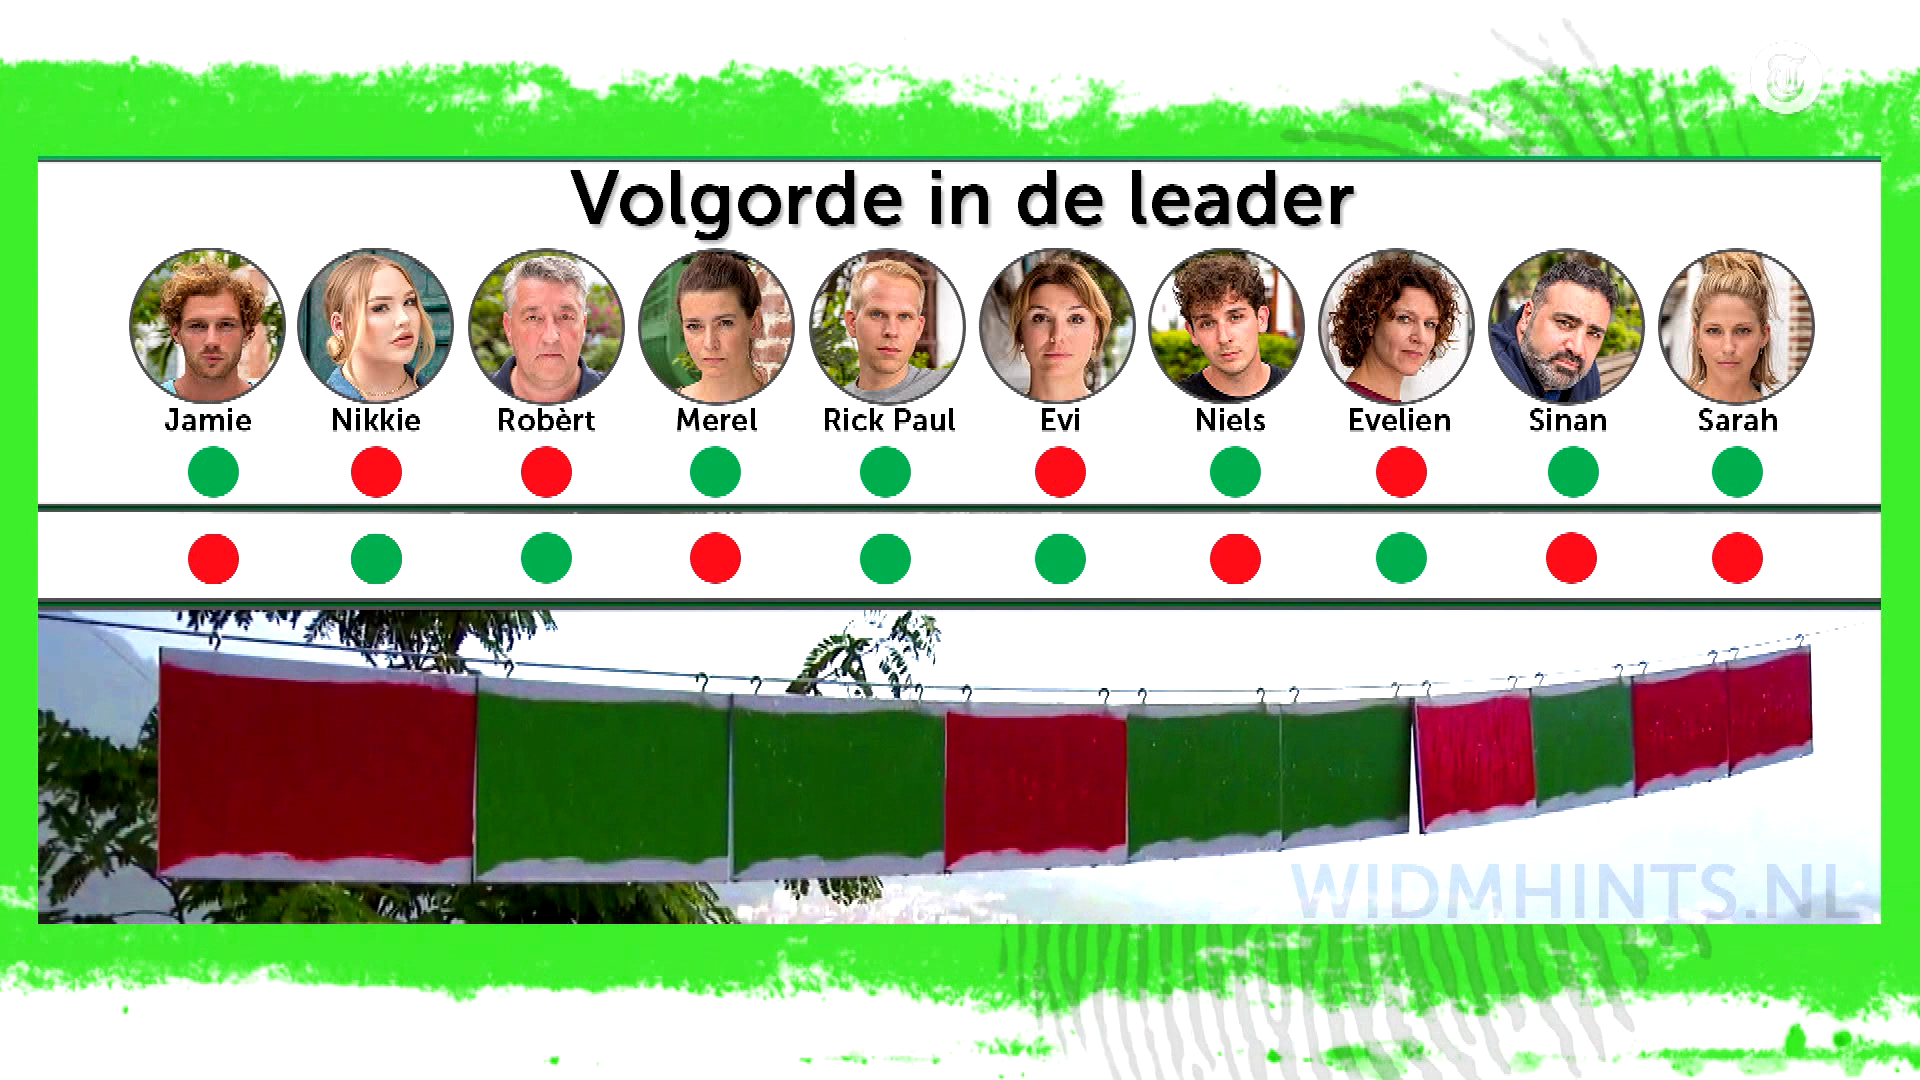 Volgorde in de leader
Jamie Nikkie Robèrt Merel Rick Paul Evi Niels Evelien Sinan Sarah
WIDMHINTS.NL
T